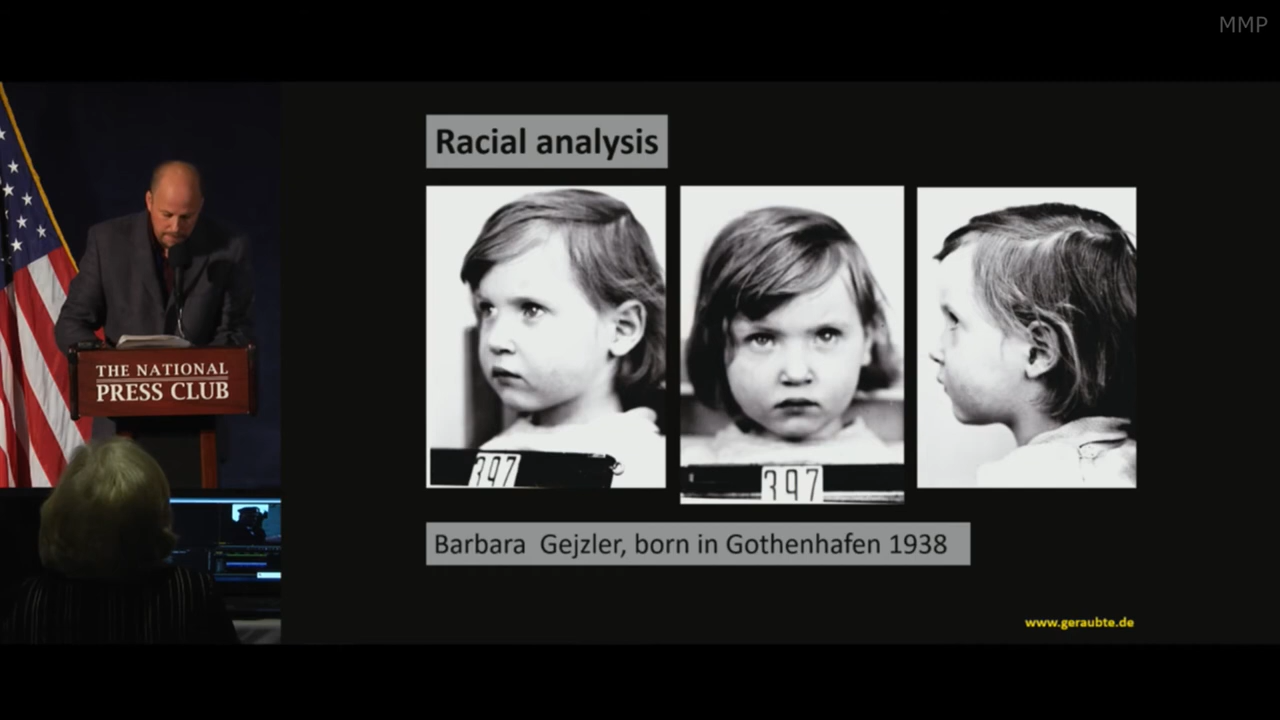 MMP
Racial analysis
THE NATIONAL
PRESS CLUB
397
397
Barbara  Gejzler, born in Gothenhafen 1938
www.geraubte.de